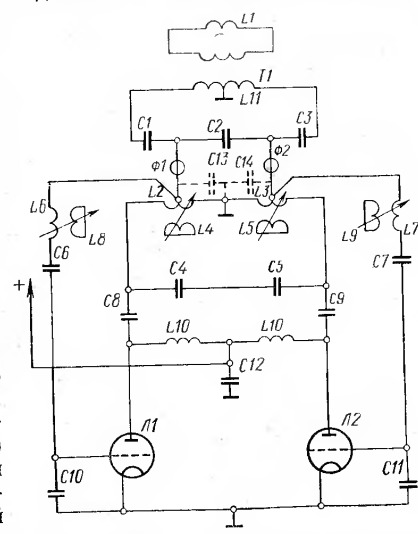 L1
T1
L11
C1 C2 C3
Ф1 C13 C14 Ф2
L2 L3
L6 L8 L4 L5 L9 L7
C6 C4 C5 C7
+
C8 C9
L10 L10
C12
Л1 Л2
C10 C11